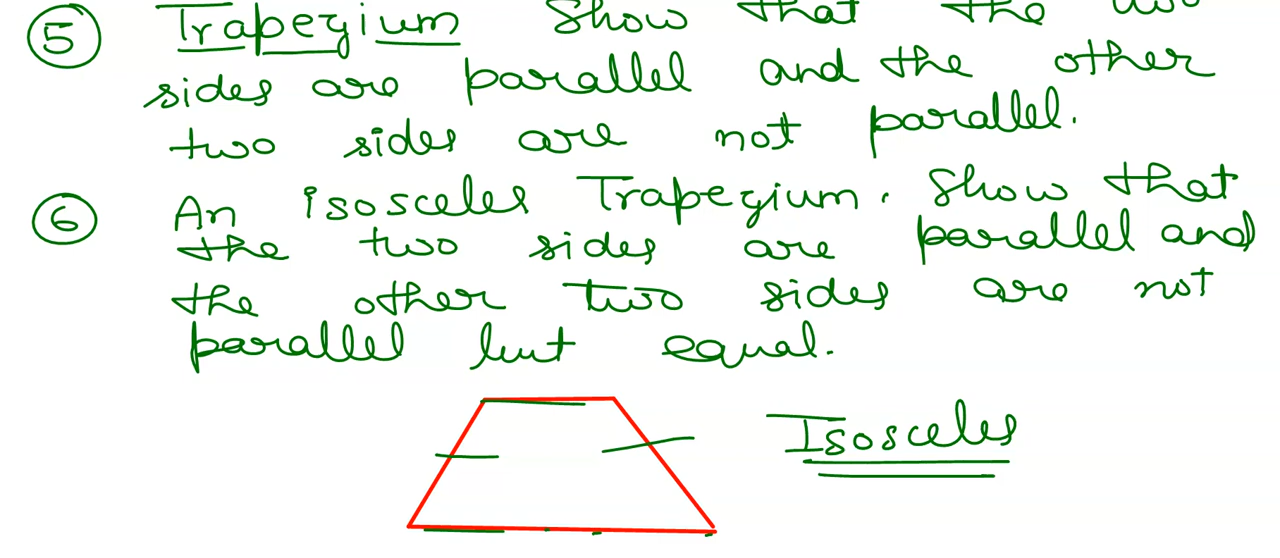 5 Trapezium Show that the two
sides are parallel and the other
two sides are not parallel.
6 An isosceles Trapezium. Show that
the two sides are parallel and
the other two sides are not
parallel but equal.
Isosceles